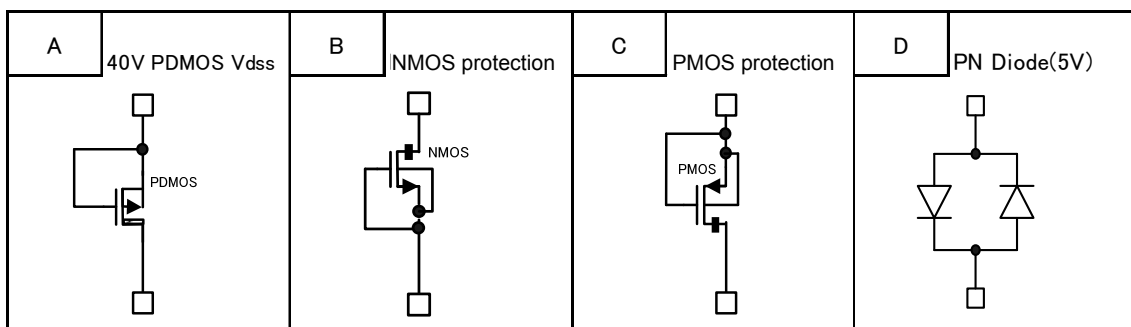 A
40V PDMOS Vdss
PDMOS
B
NMOS protection
NMOS
C
PMOS protection
PMOS
D
PN Diode(5V)